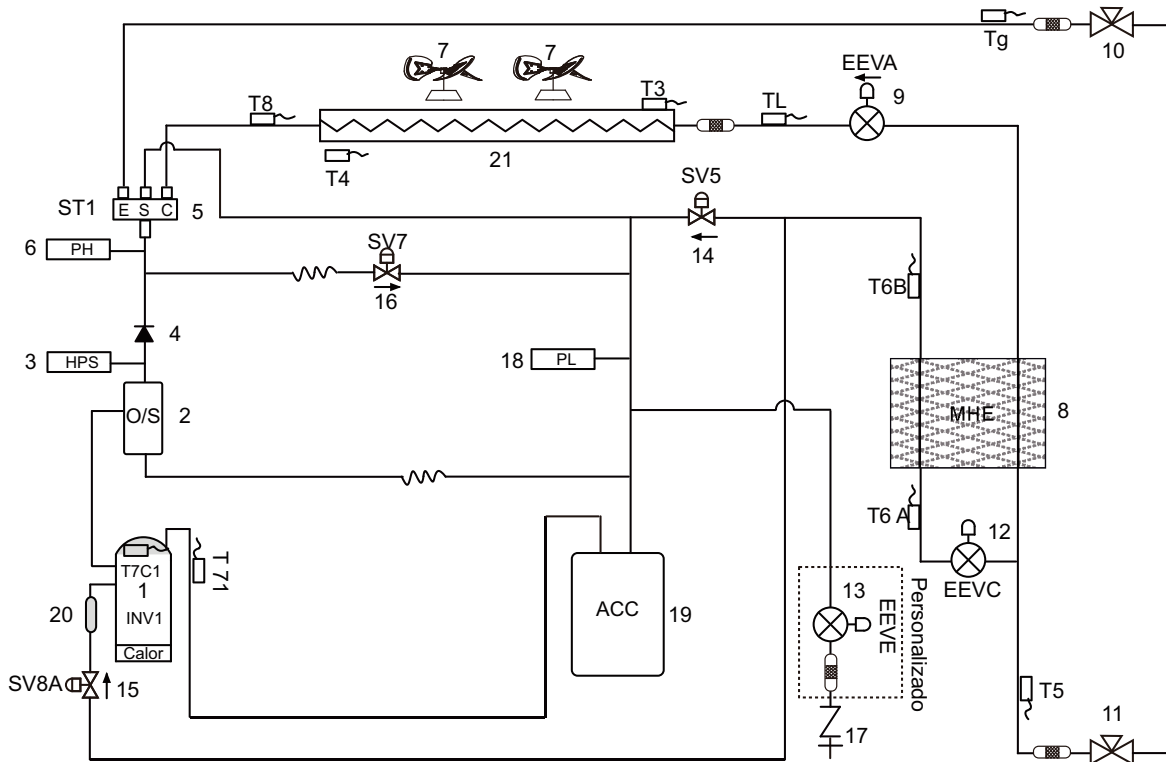 Tg
10
7
7
EEVA
9
T8
T3
TL
T4
21
ST1
E S C
5
SV5
14
6
PH
SV7
16
T6B
4
3
HPS
18
PL
O/S
2
MHE
8
T6 A
12
EEVC
T7C1
1
INV1
Calor
T 71
20
SV8A
15
ACC
19
13
EEVE
Personalizado
17
T5
11